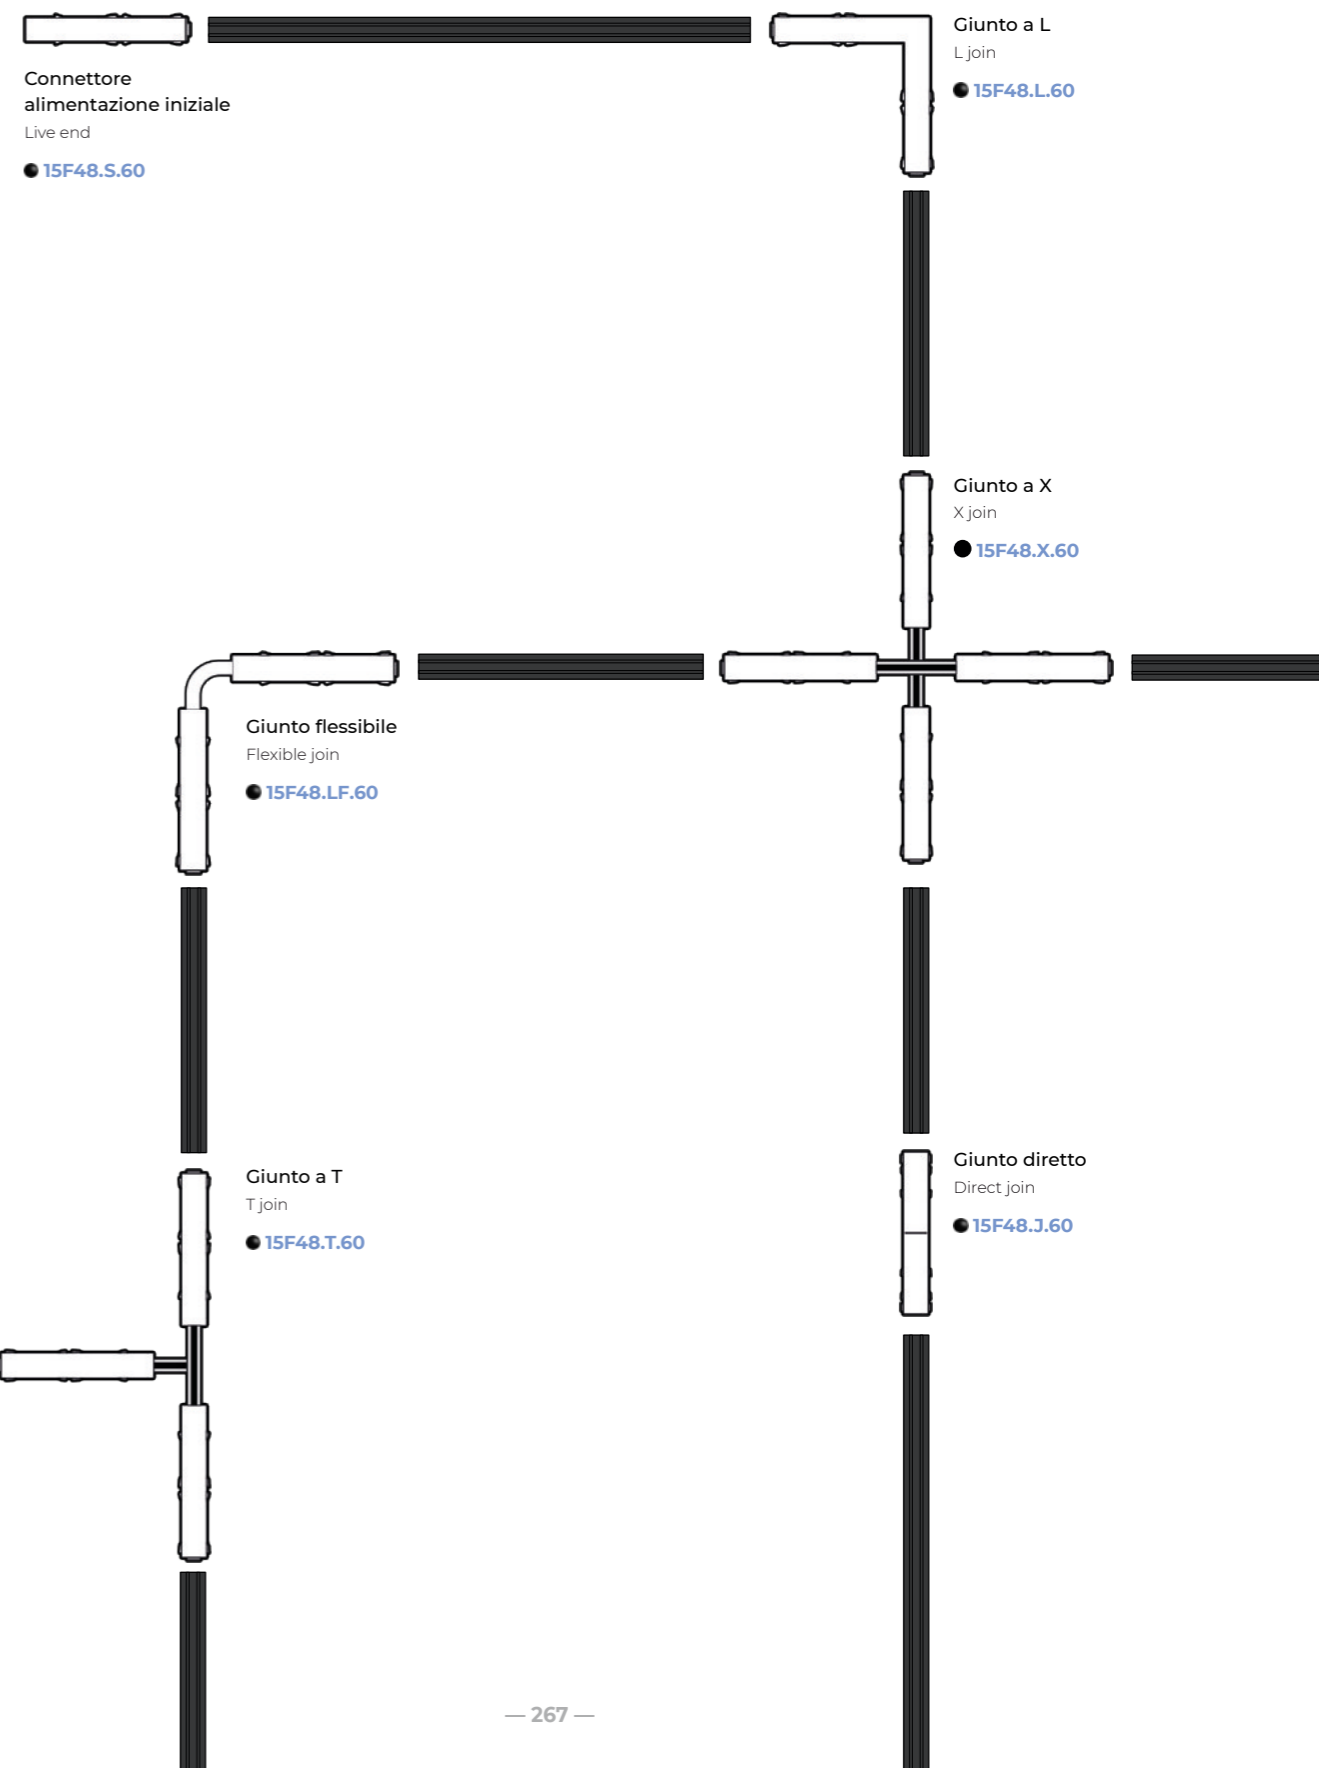 Connettore
alimentazione iniziale
Live end
15F48.S.60
Giunto a L
L join
15F48.L.60
Giunto a X
X join
15F48.X.60
Giunto flessibile
Flexible join
15F48.LF.60
Giunto a T
T join
15F48.T.60
Giunto diretto
Direct join
15F48.J.60
— 267 —